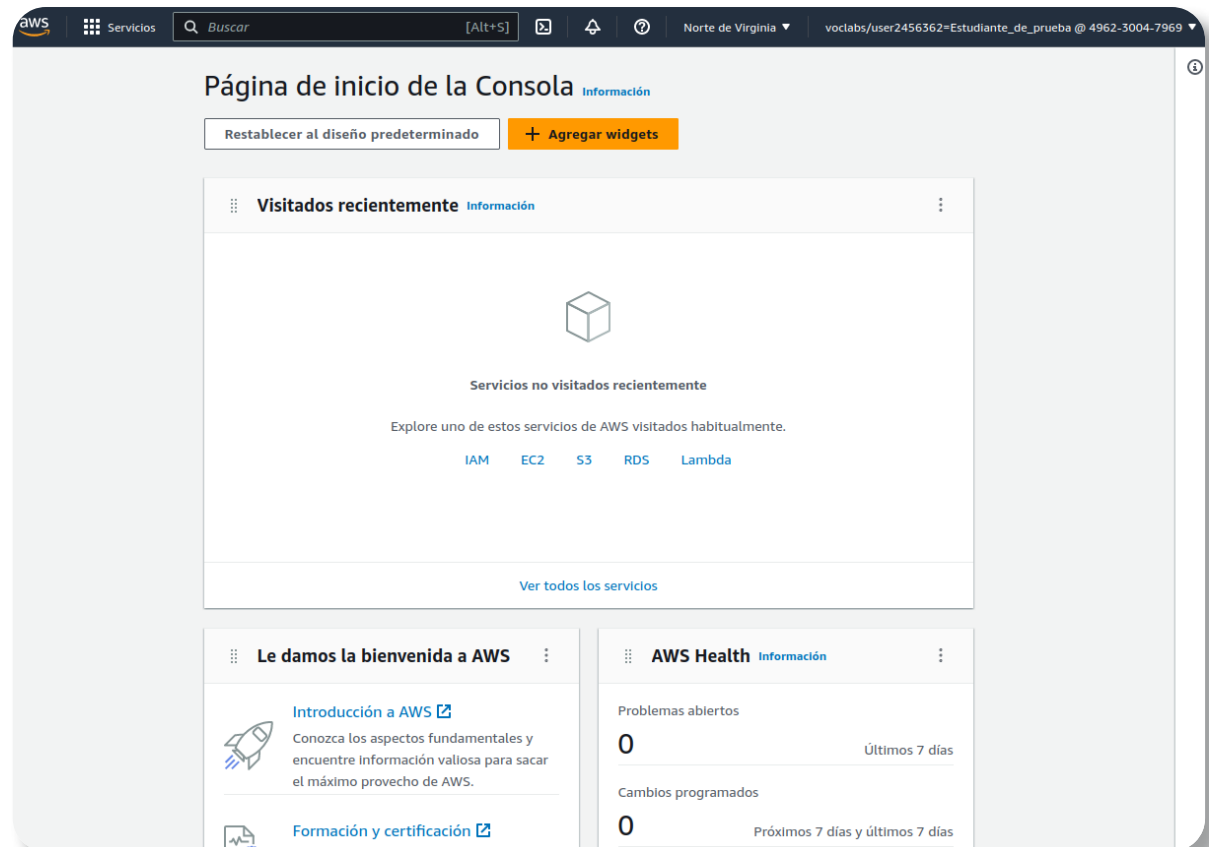 aws Servicios Buscar [Alt+S] Norte de Virginia voclabs/user2456362=Estudiante_de_prueba @ 4962-3004-7969
Página de inicio de la Consola Información
Restablecer al diseño predeterminado + Agregar widgets
Visitados recientemente Información
Servicios no visitados recientemente
Explore uno de estos servicios de AWS visitados habitualmente.
IAM EC2 S3 RDS Lambda
Ver todos los servicios
Le damos la bienvenida a AWS
Introducción a AWS
Conozca los aspectos fundamentales y
encuentre información valiosa para sacar
el máximo provecho de AWS.
Formación y certificación
AWS Health Información
Problemas abiertos
0 Últimos 7 días
Cambios programados
0 Próximos 7 días y últimos 7 días